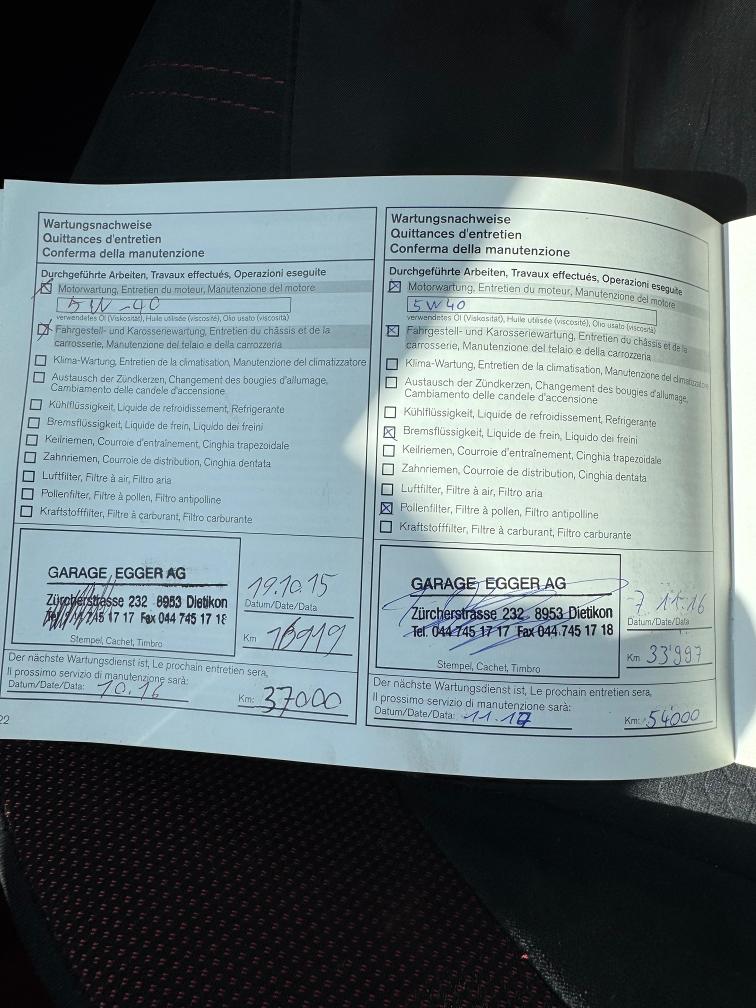 Wartungsnachweise
Quittances d'entretien
Conferma della manutenzione
Durchgeführte Arbeiten, Travaux effectués, Operazioni eseguite
Motorwartung, Entretien du moteur, Manutenzione del motore
5W-40
verwendetes Öl (Viskosität), Huile utilisée (viscosité), Olio usato (viscosità)
Fahrgestell- und Karosseriewartung, Entretien du châssis et de la
carrosserie, Manutenzione del telaio e della carrozzeria
Klima-Wartung, Entretien de la climatisation, Manutenzione del climatizzatore
Austausch der Zündkerzen, Changement des bougies d'allumage,
Cambiamento delle candele d'accensione
Kühlflüssigkeit, Liquide de refroidissement, Refrigerante
Bremsflüssigkeit, Liquide de frein, Liquido dei freini
Keilriemen, Courroie d'entraînement, Cinghia trapezoidale
Zahnriemen, Courroie de distribution, Cinghia dentata
Luftfilter, Filtre à air, Filtro aria
Pollenfilter, Filtre à pollen, Filtro antipolline
Kraftstofffilter, Filtre à carburant, Filtro carburante
GARAGE EGGER AG
Zürcherstrasse 232 8953 Dietikon
Tel. 044 745 17 17 Fax 044 745 17 18
Stempel, Cachet, Timbro
19.10.15
Datum/Date/Data
Km
Der nächste Wartungsdienst ist, Le prochain entretien sera,
Il prossimo servizio di manutenzione sarà:
Datum/Date/Data: 10.16
Km: 37000
22
Wartungsnachweise
Quittances d'entretien
Conferma della manutenzione
Durchgeführte Arbeiten, Travaux effectués, Operazioni eseguite
Motorwartung, Entretien du moteur, Manutenzione del motore
5W40
verwendetes Öl (Viskosität), Huile utilisée (viscosité), Olio usato (viscosità)
Fahrgestell- und Karosseriewartung, Entretien du châssis et de la
carrosserie, Manutenzione del telaio e della carrozzeria
Klima-Wartung, Entretien de la climatisation, Manutenzione del climatizzatore
Austausch der Zündkerzen, Changement des bougies d'allumage,
Cambiamento delle candele d'accensione
Kühlflüssigkeit, Liquide de refroidissement, Refrigerante
Bremsflüssigkeit, Liquide de frein, Liquido dei freini
Keilriemen, Courroie d'entraînement, Cinghia trapezoidale
Zahnriemen, Courroie de distribution, Cinghia dentata
Luftfilter, Filtre à air, Filtro aria
Pollenfilter, Filtre à pollen, Filtro antipolline
Kraftstofffilter, Filtre à carburant, Filtro carburante
GARAGE EGGER AG
Zürcherstrasse 232 8953 Dietikon
Tel. 044 745 17 17 Fax 044 745 17 18
Stempel, Cachet, Timbro
-7.11.16
Datum/Date/Data
Km 33'997
Der nächste Wartungsdienst ist, Le prochain entretien sera,
Il prossimo servizio di manutenzione sarà:
Datum/Date/Data: 11.17
Km: 54000